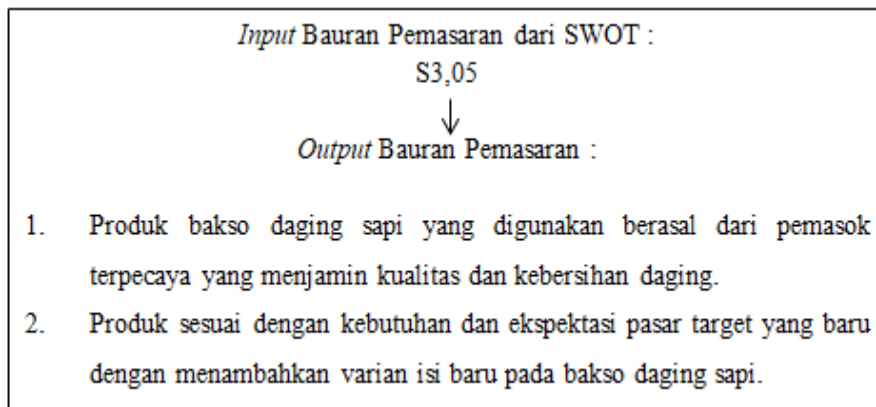 Input Bauran Pemasaran dari SWOT :
S3,05
Output Bauran Pemasaran :
1. Produk bakso daging sapi yang digunakan berasal dari pemasok
terpecaya yang menjamin kualitas dan kebersihan daging.
2. Produk sesuai dengan kebutuhan dan ekspektasi pasar target yang baru
dengan menambahkan varian isi baru pada bakso daging sapi.